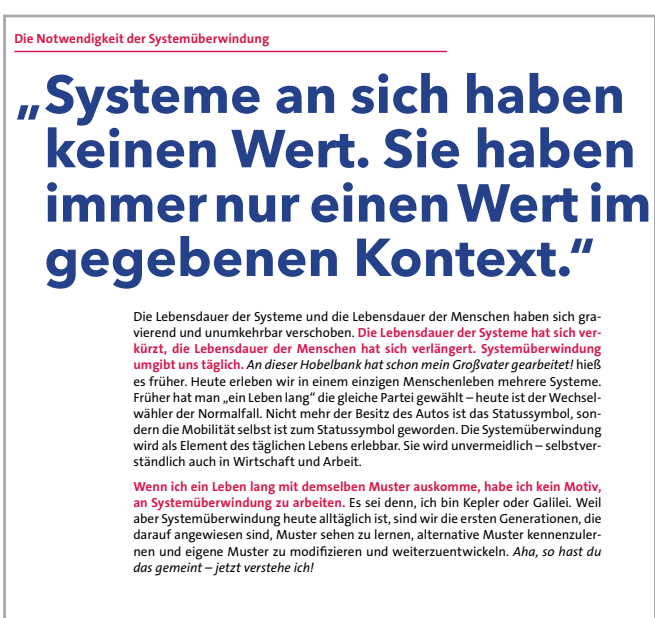 Die Notwendigkeit der Systemüberwindung
„Systeme an sich haben
keinen Wert. Sie haben
immer nur einen Wert im
gegebenen Kontext.“
Die Lebensdauer der Systeme und die Lebensdauer der Menschen haben sich gra-
vierend und unumkehrbar verschoben. Die Lebensdauer der Systeme hat sich ver-
kürzt, die Lebensdauer der Menschen hat sich verlängert. Systemüberwindung
umgibt uns täglich. An dieser Hobelbank hat schon mein Großvater gearbeitet! hieß
es früher. Heute erleben wir in einem einzigen Menschenleben mehrere Systeme.
Früher hat man „ein Leben lang“ die gleiche Partei gewählt – heute ist der Wechsel-
wähler der Normalfall. Nicht mehr der Besitz des Autos ist das Statussymbol, son-
dern die Mobilität selbst ist zum Statussymbol geworden. Die Systemüberwindung
wird als Element des täglichen Lebens erlebbar. Sie wird unvermeidlich – selbstver-
ständlich auch in Wirtschaft und Arbeit.
Wenn ich ein Leben lang mit demselben Muster auskomme, habe ich kein Motiv,
an Systemüberwindung zu arbeiten. Es sei denn, ich bin Kepler oder Galilei. Weil
aber Systemüberwindung heute alltäglich ist, sind wir die ersten Generationen, die
darauf angewiesen sind, Muster sehen zu lernen, alternative Muster kennenzuler-
nen und eigene Muster zu modifizieren und weiterzuentwickeln. Aha, so hast du
das gemeint – jetzt verstehe ich!